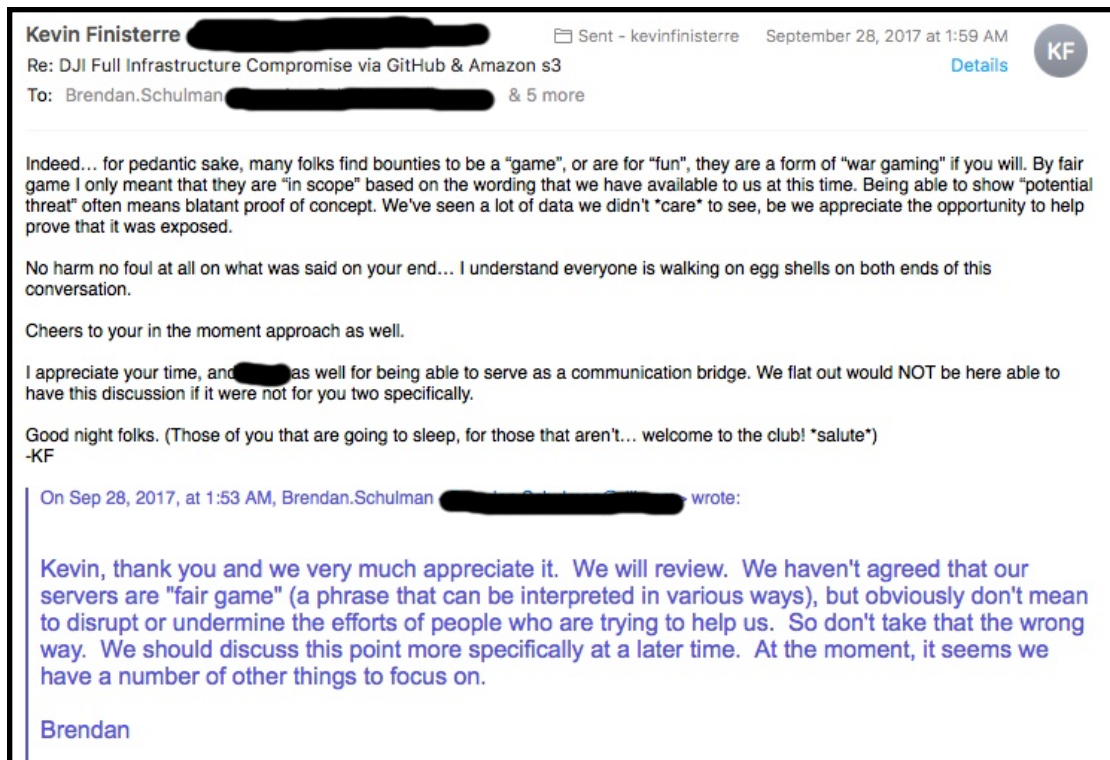 Kevin Finisterre
Sent - kevinfinisterre September 28, 2017 at 1:59 AM
KF
Re: DJI Full Infrastructure Compromise via GitHub & Amazon s3
Details
To: Brendan.Schulman & 5 more
Indeed… for pedantic sake, many folks find bounties to be a “game”, or are for “fun”, they are a form of “war gaming” if you will. By fair
game I only meant that they are “in scope” based on the wording that we have available to us at this time. Being able to show “potential
threat” often means blatant proof of concept. We've seen a lot of data we didn't *care* to see, be we appreciate the opportunity to help
prove that it was exposed.
No harm no foul at all on what was said on your end… I understand everyone is walking on egg shells on both ends of this
conversation.
Cheers to your in the moment approach as well.
I appreciate your time, and as well for being able to serve as a communication bridge. We flat out would NOT be here able to
have this discussion if it were not for you two specifically.
Good night folks. (Those of you that are going to sleep, for those that aren't… welcome to the club! *salute*)
-KF
On Sep 28, 2017, at 1:53 AM, Brendan.Schulman wrote:
Kevin, thank you and we very much appreciate it. We will review. We haven't agreed that our
servers are "fair game" (a phrase that can be interpreted in various ways), but obviously don't mean
to disrupt or undermine the efforts of people who are trying to help us. So don't take that the wrong
way. We should discuss this point more specifically at a later time. At the moment, it seems we
have a number of other things to focus on.
Brendan